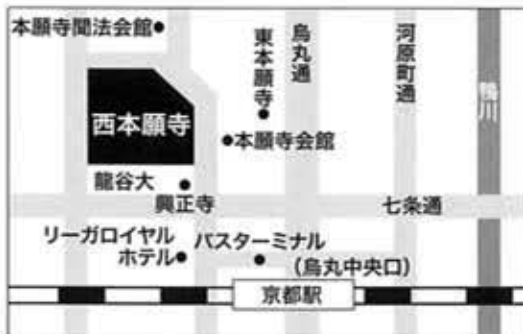 本願寺聞法会館
東本願寺
烏丸通
河原町通
鴨川
西本願寺
本願寺会館
龍谷大
興正寺
七条通
リーガロイヤル
ホテル
バスターミナル
(烏丸中央口)
京都駅